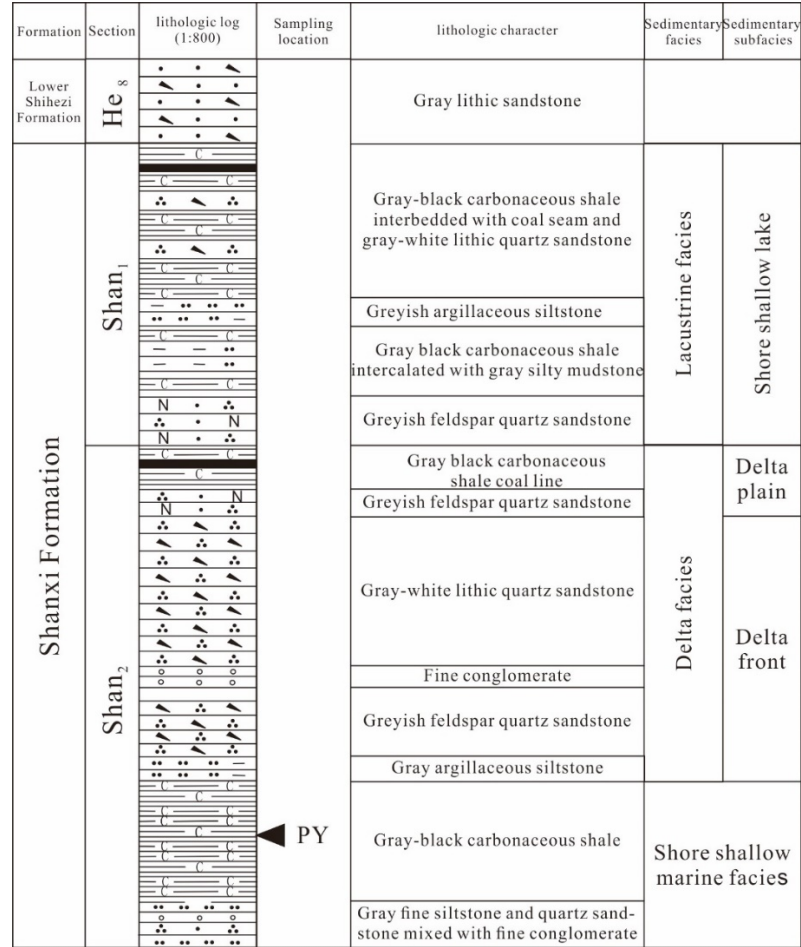 Formation
Section
lithologic log
(1:800)
Sampling
location
lithologic character
Sedimentary
facies
Sedimentary
subfacies
Lower
Shihezi
Formation
He8
Gray lithic sandstone
Shanxi Formation
Shan1
Gray-black carbonaceous shale
interbedded with coal seam and
gray-white lithic quartz sandstone
Greyish argillaceous siltstone
Gray black carbonaceous shale
intercalated with gray silty mudstone
Greyish feldspar quartz sandstone
Lacustrine facies
Shore shallow lake
Shan2
Gray black carbonaceous
shale coal line
Greyish feldspar quartz sandstone
Gray-white lithic quartz sandstone
Fine conglomerate
Greyish feldspar quartz sandstone
Gray argillaceous siltstone
Delta facies
Delta
plain
Delta
front
PY
Gray-black carbonaceous shale
Gray fine siltstone and quartz sand-
stone mixed with fine conglomerate
Shore shallow
marine facies
C
C C
C C
C
C C
C
C C
C C
C C
N
N
N
C C
C
N
N
C C
C
C C
C
C C
C C
C
C C
C C